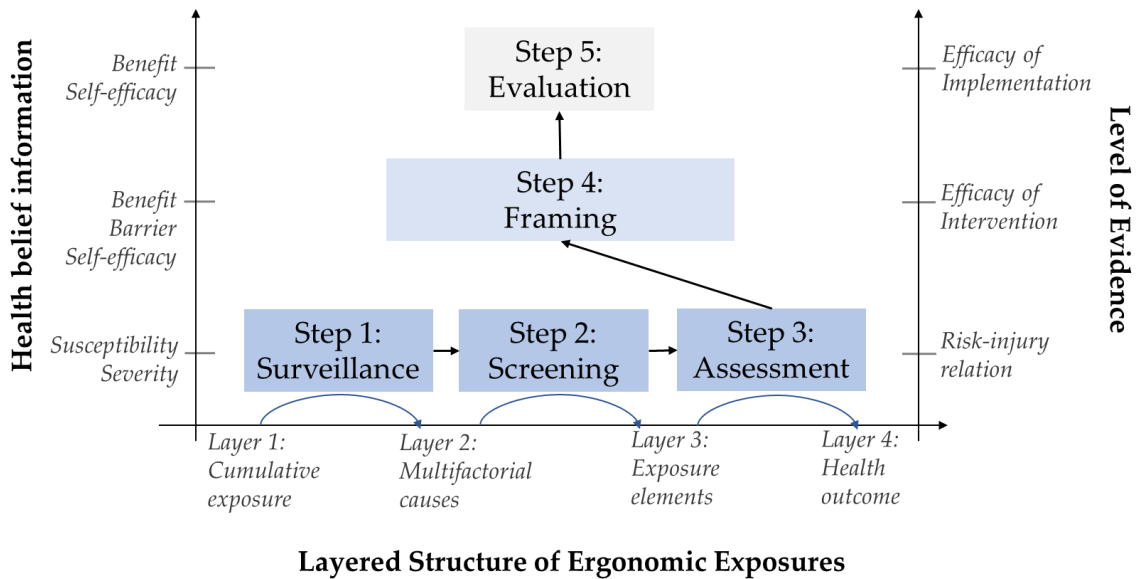 Health belief information
Benefit
Self-efficacy
Benefit
Barrier
Self-efficacy
Susceptibility
Severity
Step 5:
Evaluation
Step 4:
Framing
Step 1:
Surveillance
Step 2:
Screening
Step 3:
Assessment
Efficacy of
Implementation
Efficacy of
Intervention
Risk-injury
relation
Level of Evidence
Layer 1:
Cumulative
exposure
Layer 2:
Multifactorial
causes
Layer 3:
Exposure
elements
Layer 4:
Health
outcome
Layered Structure of Ergonomic Exposures